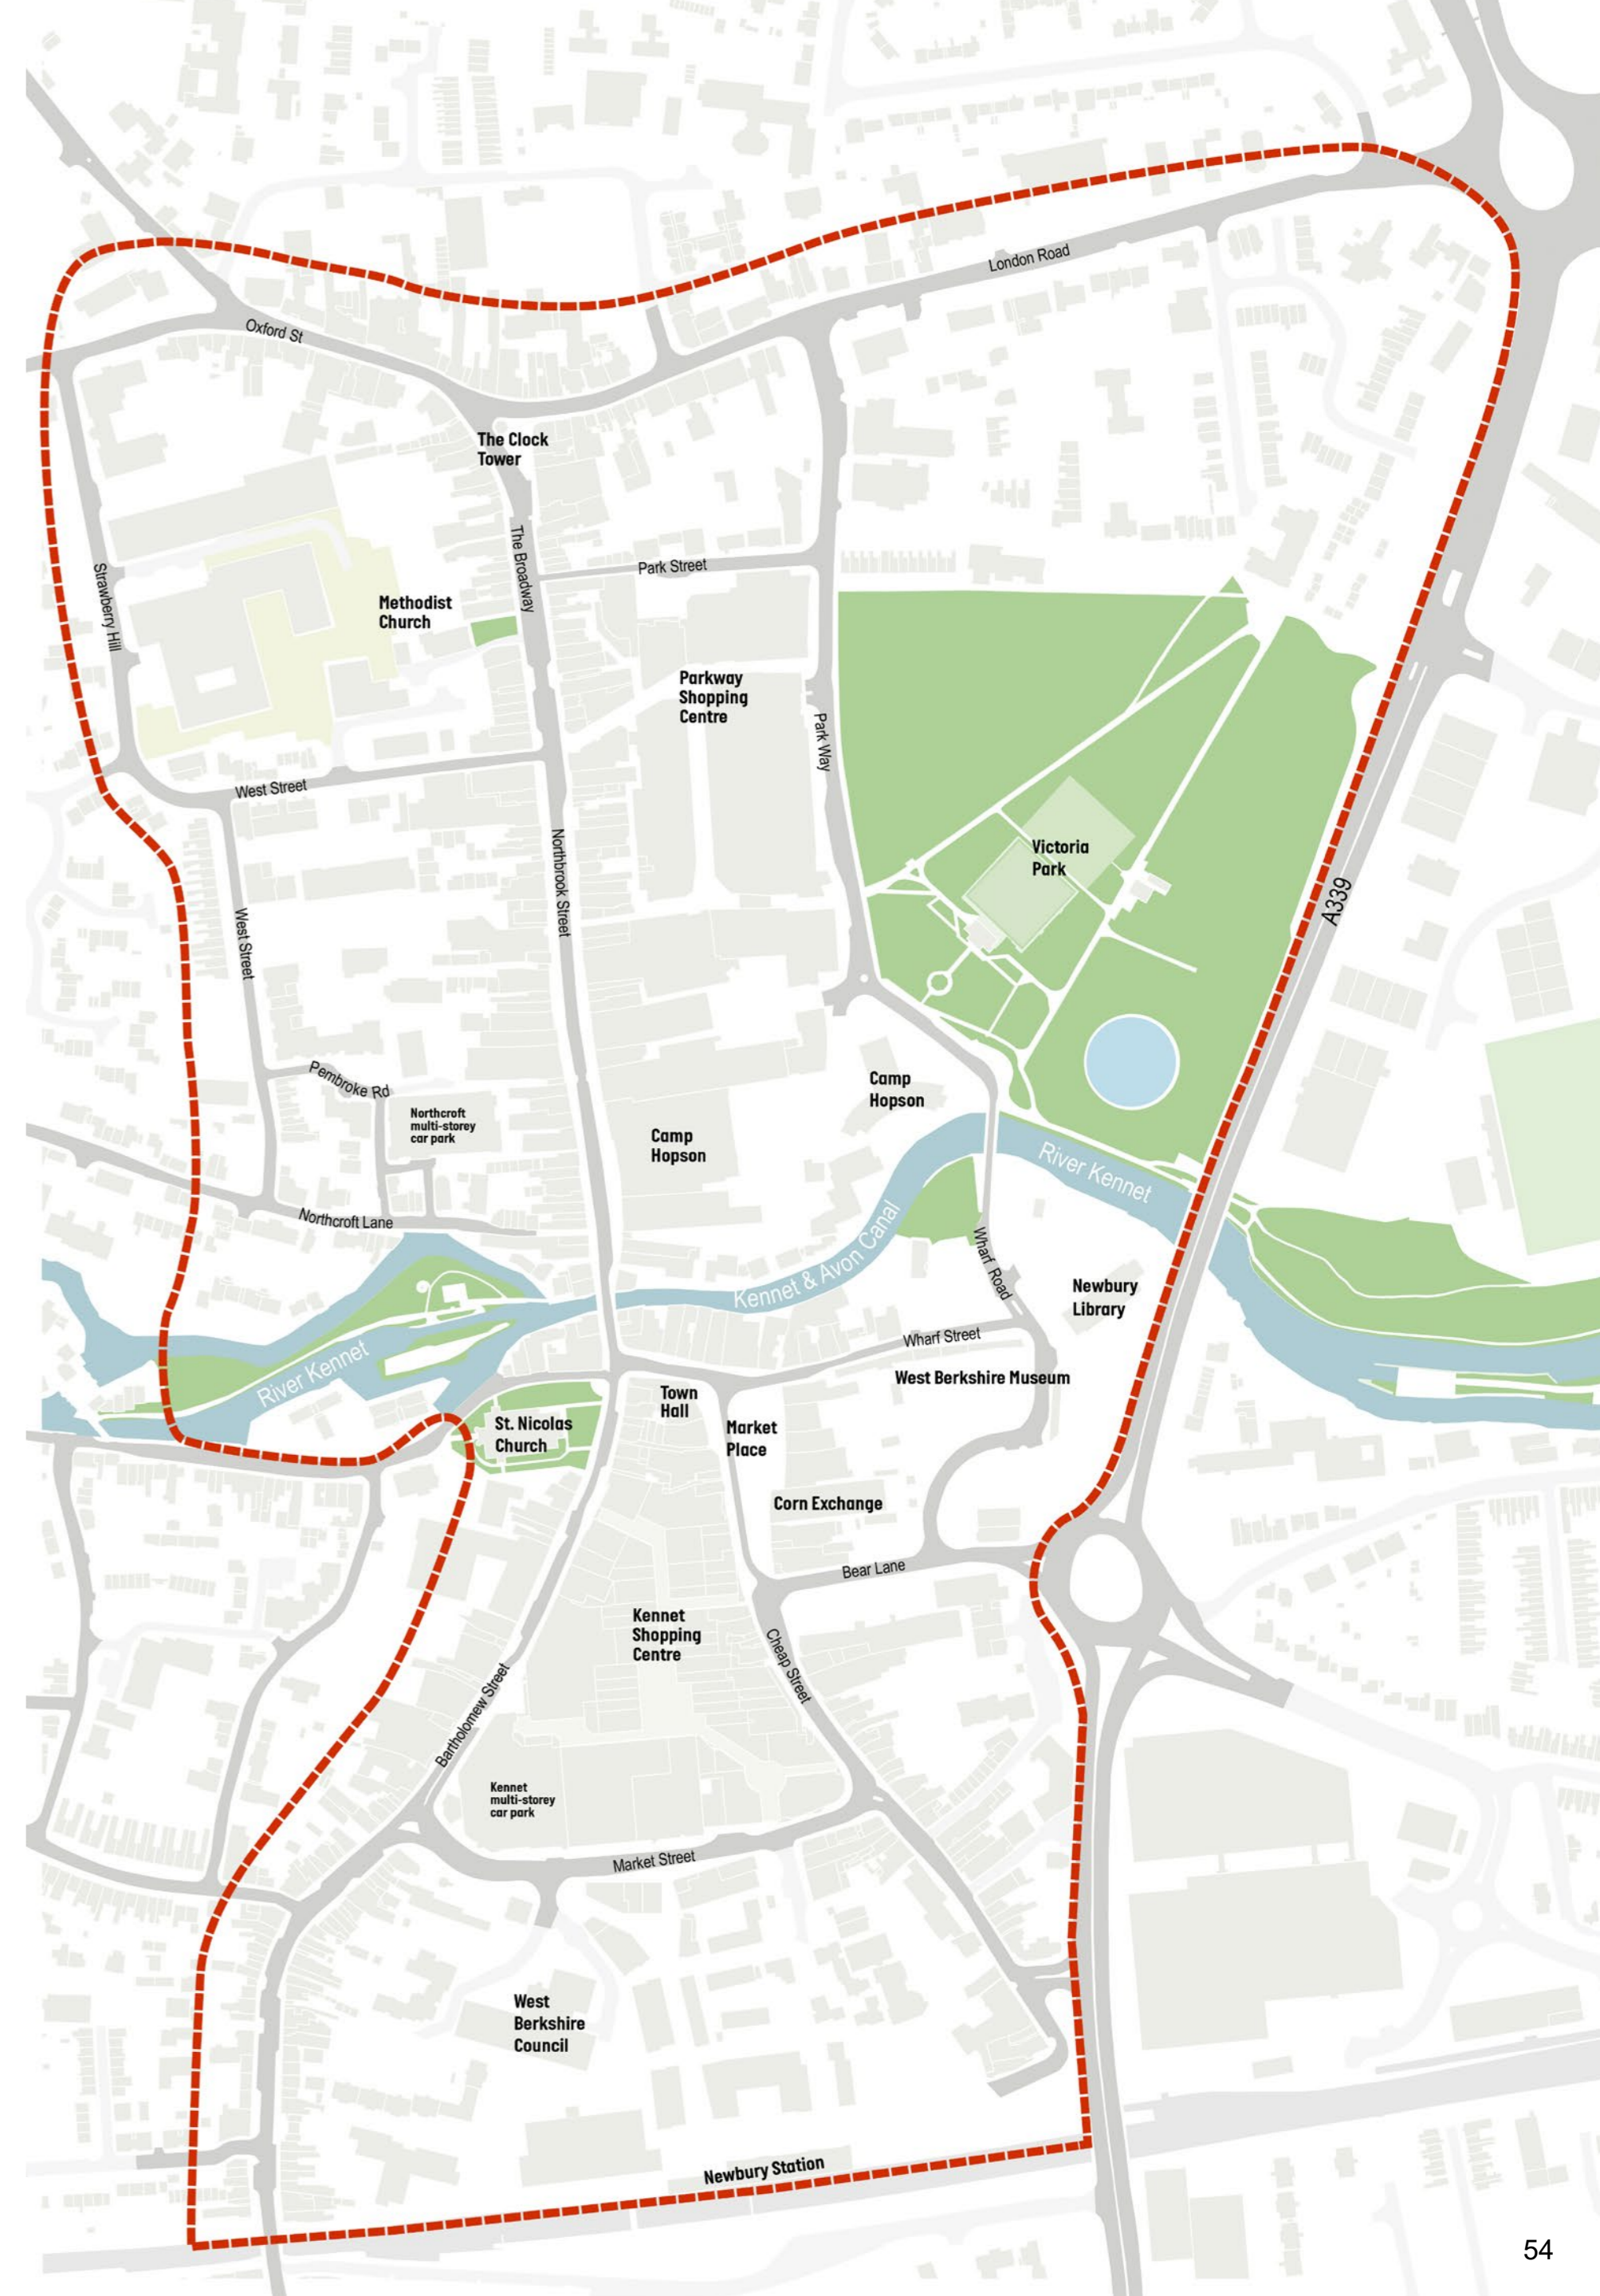 London Road
Oxford St
The Clock
Tower
The Broadway
Park Street
Strawberry Hill
Methodist
Church
Parkway
Shopping
Centre
Park Way
West Street
Northbrook Street
Victoria
Park
A339
West Street
Pembroke Rd
Northcroft
multi-storey
car park
Camp
Hopson
Camp
Hopson
River Kennet
Northcroft Lane
Kennet & Avon Canal
Wharf Road
Newbury
Library
Wharf Street
River Kennet
West Berkshire Museum
Town
Hall
St. Nicolas
Church
Market
Place
Corn Exchange
Bear Lane
Kennet
Shopping
Centre
Cheap Street
Bartholomew Street
Kennet
multi-storey
car park
Market Street
West
Berkshire
Council
Newbury Station
54